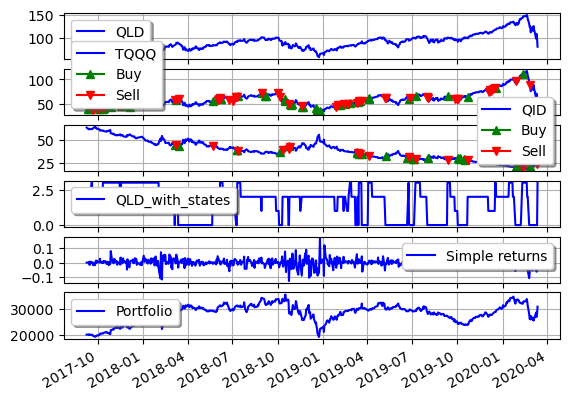 150
100
QLD
TQQQ
Buy
Sell
100
50
QID
Buy
Sell
50
25
2.5
0.0
QLD_with_states
0.1
0.0
−0.1
Simple returns
30000
20000
Portfolio
2017-10
2018-01
2018-04
2018-07
2018-10
2019-01
2019-04
2019-07
2019-10
2020-01
2020-04